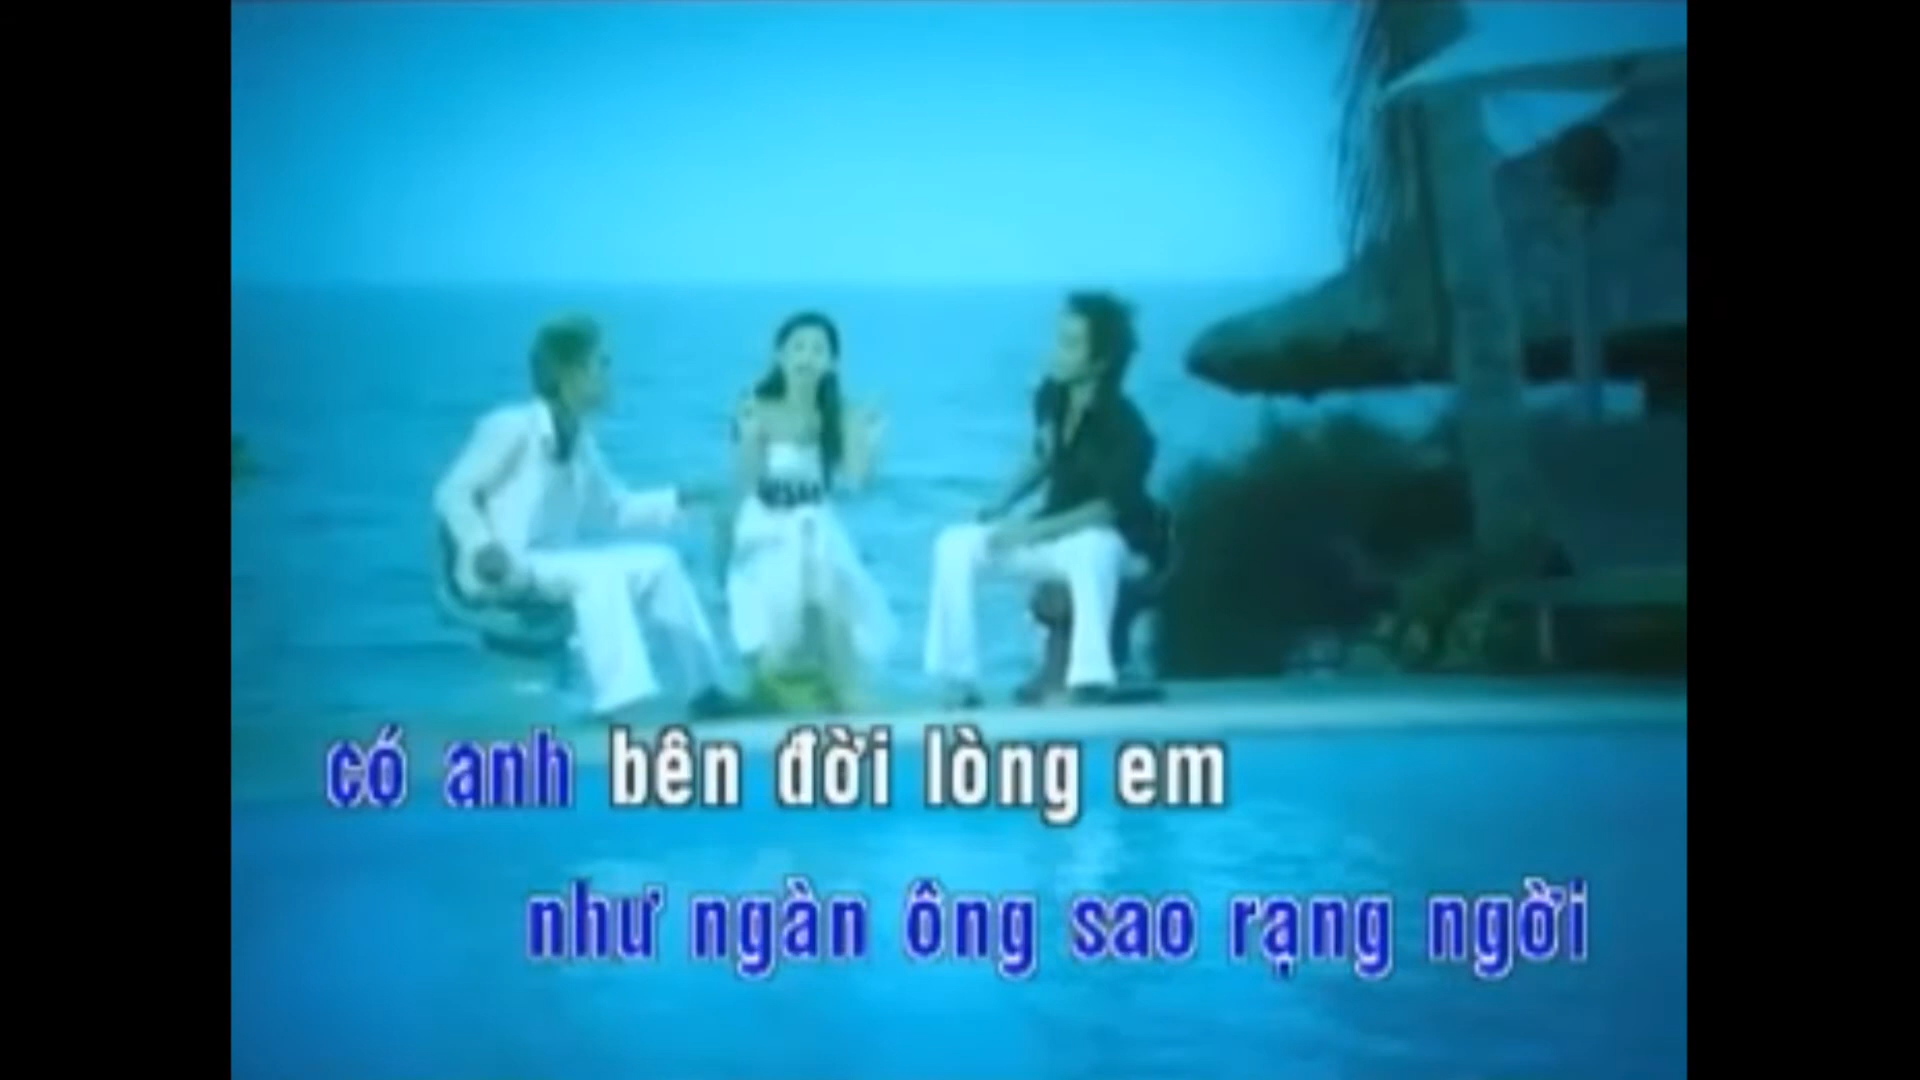 có anh bên đời lòng em
như ngàn ông sao rạng ngời